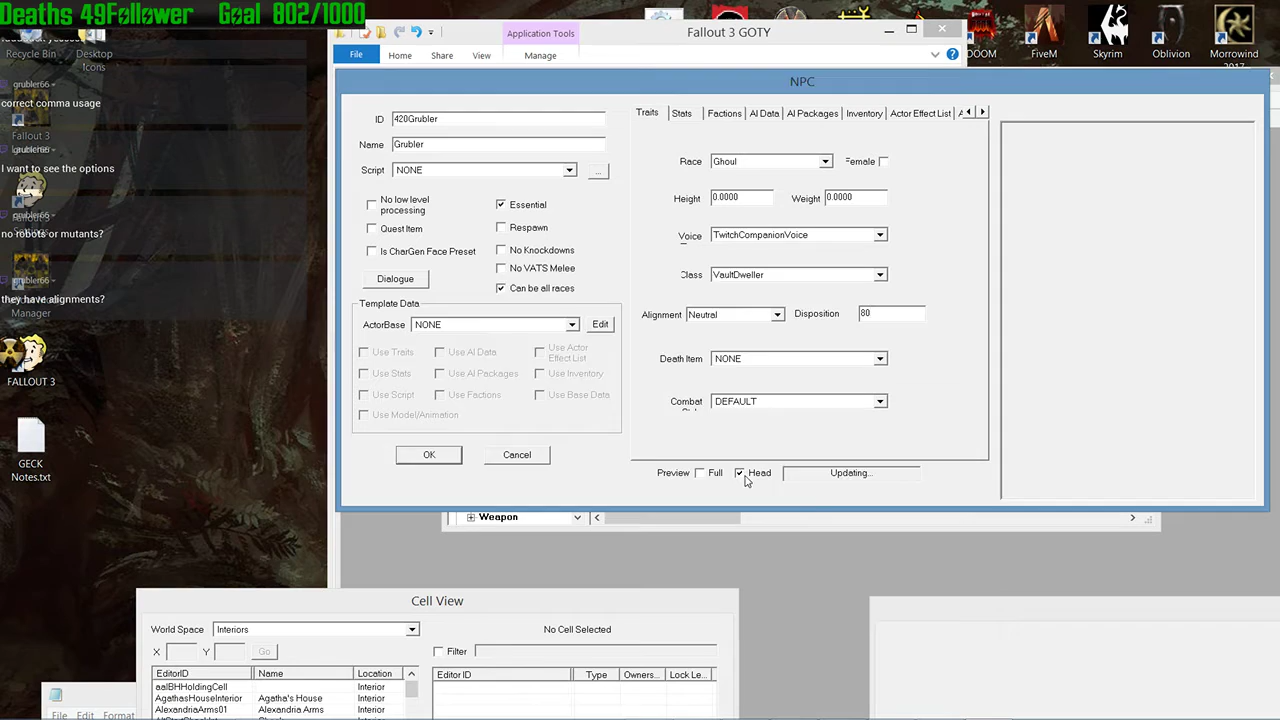 Deaths 49Follower Goal 802/1000
Recycle Bin
Desktop Icons
grubler66
correct comma usage
Fallout 3
I want to see the options
grubler66
no robots or mutants?
grubler66
they have alignments?
Manager
FALLOUT 3
GECK Notes.txt
Application Tools
Fallout 3 GOTY
File Home Share View Manage
DOOM
FiveM
Skyrim
Oblivion
Morrowind 2017
NPC
ID 420Grubler
Name Grubler
Script NONE ...
No low level processing
Essential
Quest Item
Respawn
Is CharGen Face Preset
No Knockdowns
No VATS Melee
Dialogue
Can be all races
Template Data
ActorBase NONE Edit
Use Traits Use AI Data Use Actor Effect List
Use Stats Use AI Packages Use Inventory
Use Script Use Factions Use Base Data
Use Model/Animation
OK Cancel
Traits Stats Factions AI Data AI Packages Inventory Actor Effect List
Race Ghoul Female
Height 0.0000 Weight 0.0000
Voice TwitchCompanionVoice
Class VaultDweller
Alignment Neutral Disposition 80
Death Item NONE
Combat DEFAULT
Preview Full Head Updating...
Weapon
Cell View
World Space Interiors
No Cell Selected
X Y Go
Filter
EditorID Name Location
Editor ID Type Owners... Lock Le...
aaIBHHoldingCell Interior
AgathasHouseInterior Agatha's House Interior
AlexandriaArms01 Alexandria Arms Interior
File Edit Format